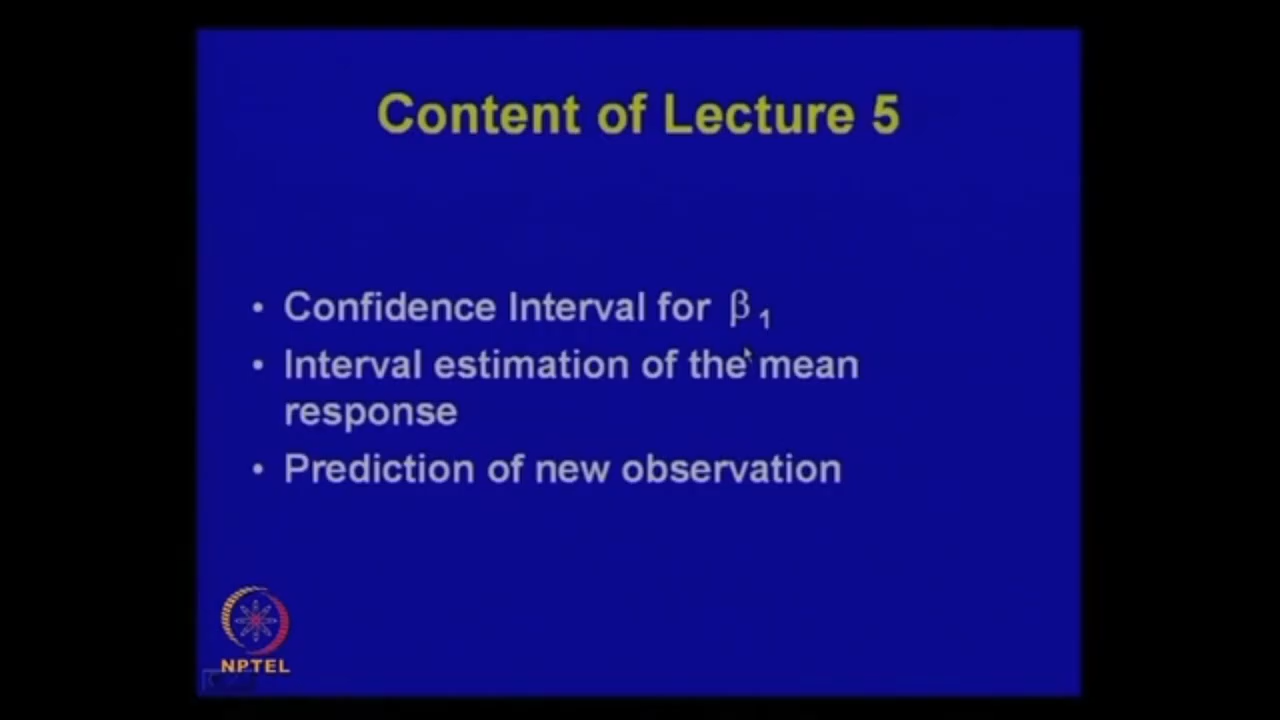 Content of Lecture 5
• Confidence Interval for β₁
• Interval estimation of the mean
response
• Prediction of new observation
NPTEL